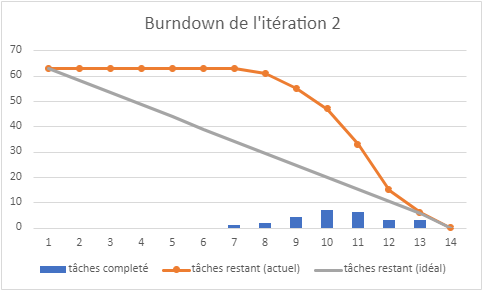 Burndown de l'itération 2
70
60
50
40
30
20
10
0
1 2 3 4 5 6 7 8 9 10 11 12 13 14
tâches completé tâches restant (actuel) tâches restant (idéal)